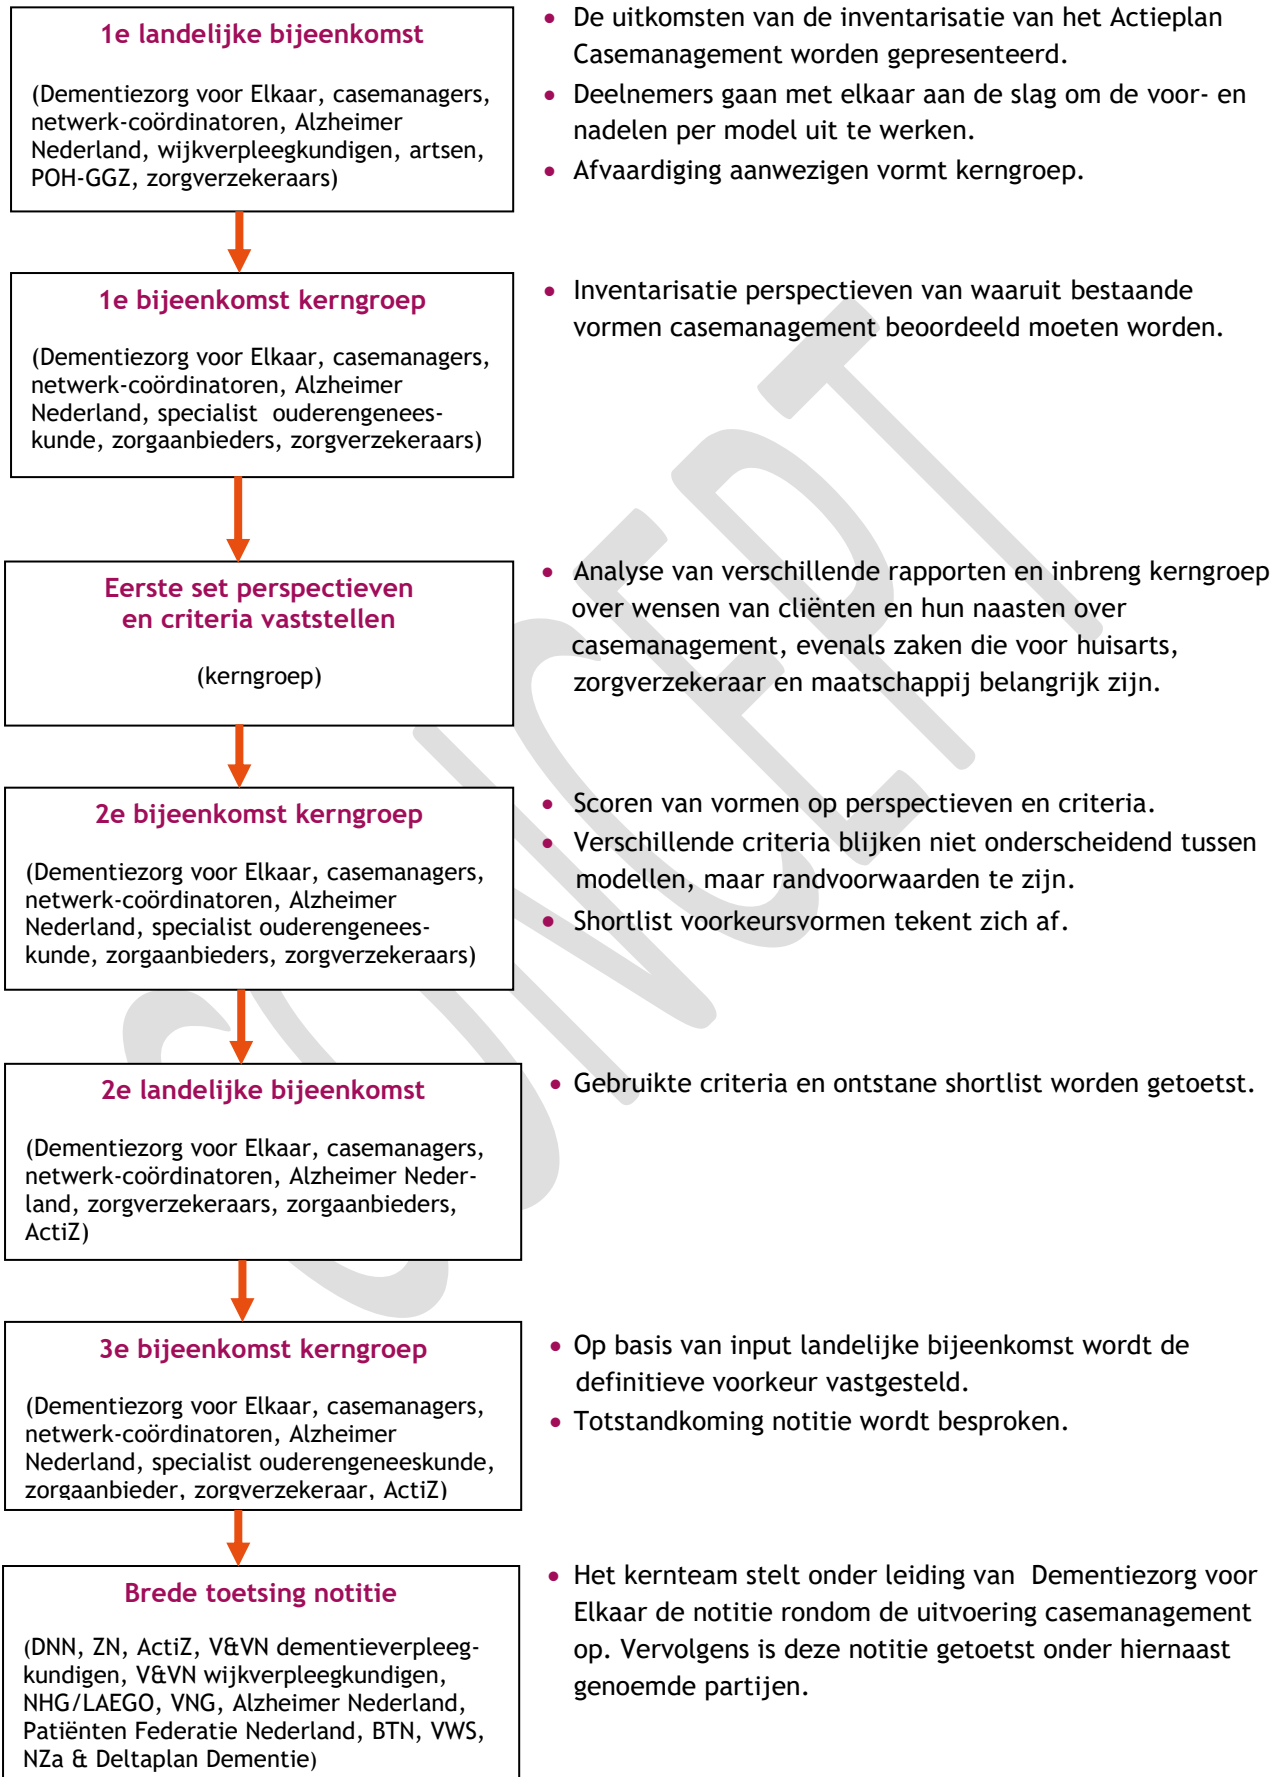 1e landelijke bijeenkomst
(Dementiezorg voor Elkaar, casemanagers,
netwerk-coördinatoren, Alzheimer
Nederland, wijkverpleegkundigen, artsen,
POH-GGZ, zorgverzekeraars)
• De uitkomsten van de inventarisatie van het Actieplan
Casemanagement worden gepresenteerd.
• Deelnemers gaan met elkaar aan de slag om de voor- en
nadelen per model uit te werken.
• Afvaardiging aanwezigen vormt kerngroep.
1e bijeenkomst kerngroep
(Dementiezorg voor Elkaar, casemanagers,
netwerk-coördinatoren, Alzheimer
Nederland, specialist ouderengenees-
kunde, zorgaanbieders, zorgverzekeraars)
• Inventarisatie perspectieven van waaruit bestaande
vormen casemanagement beoordeeld moeten worden.
Eerste set perspectieven
en criteria vaststellen
(kerngroep)
• Analyse van verschillende rapporten en inbreng kerngroep
over wensen van cliënten en hun naasten over
casemanagement, evenals zaken die voor huisarts,
zorgverzekeraar en maatschappij belangrijk zijn.
2e bijeenkomst kerngroep
(Dementiezorg voor Elkaar, casemanagers,
netwerk-coördinatoren, Alzheimer
Nederland, specialist ouderengenees-
kunde, zorgaanbieders, zorgverzekeraars)
• Scoren van vormen op perspectieven en criteria.
• Verschillende criteria blijken niet onderscheidend tussen
modellen, maar randvoorwaarden te zijn.
• Shortlist voorkeursvormen tekent zich af.
2e landelijke bijeenkomst
(Dementiezorg voor Elkaar, casemanagers,
netwerk-coördinatoren, Alzheimer Neder-
land, zorgverzekeraars, zorgaanbieders,
ActiZ)
• Gebruikte criteria en ontstane shortlist worden getoetst.
3e bijeenkomst kerngroep
(Dementiezorg voor Elkaar, casemanagers,
netwerk-coördinatoren, Alzheimer
Nederland, specialist ouderengeneeskunde,
zorgaanbieder, zorgverzekeraar, ActiZ)
• Op basis van input landelijke bijeenkomst wordt de
definitieve voorkeur vastgesteld.
• Totstandkoming notitie wordt besproken.
Brede toetsing notitie
(DNN, ZN, ActiZ, V&VN dementieverpleeg-
kundigen, V&VN wijkverpleegkundigen,
NHG/LAEGO, VNG, Alzheimer Nederland,
Patiënten Federatie Nederland, BTN, VWS,
NZa & Deltaplan Dementie)
• Het kernteam stelt onder leiding van Dementiezorg voor
Elkaar de notitie rondom de uitvoering casemanagement
op. Vervolgens is deze notitie getoetst onder hiernaast
genoemde partijen.
CONCEPT